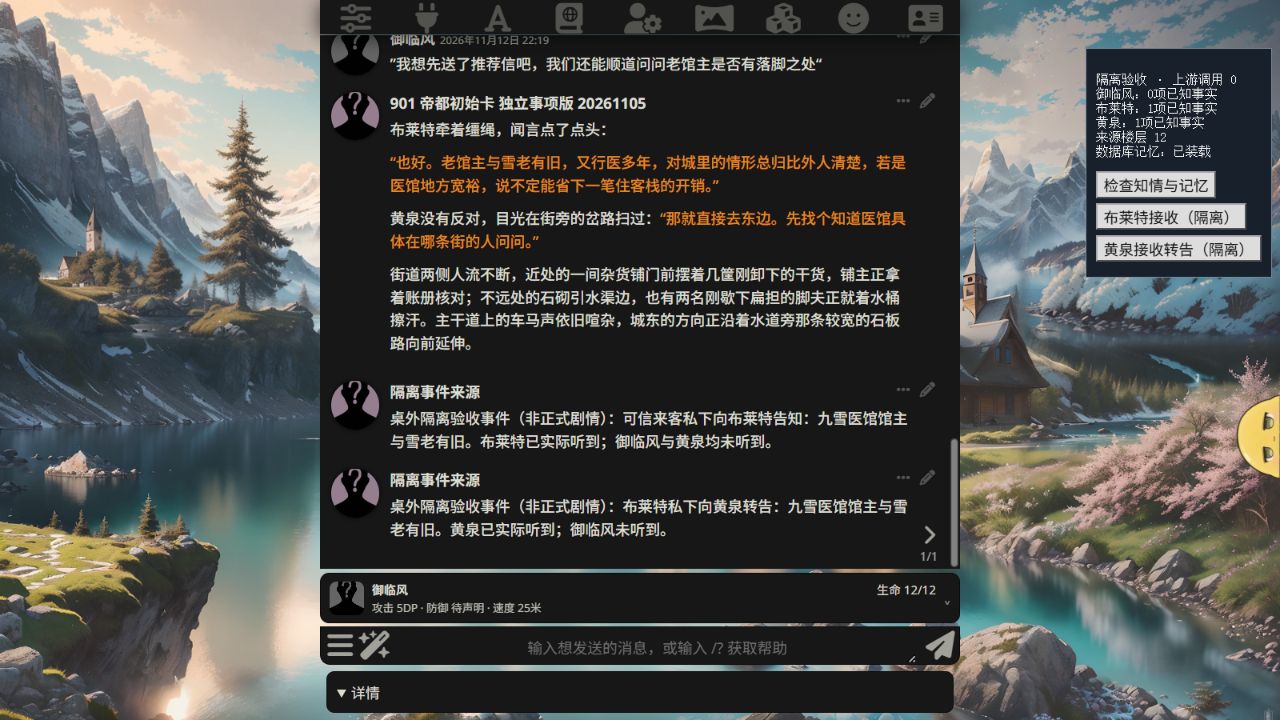 御临风 2026年11月12日 22:19
”我想先送了推荐信吧，我们还能顺道问问老馆主是否有落脚之处“
901 帝都初始卡 独立事项版 20261105
布莱特牵着缰绳，闻言点了点头：
“也好。老馆主与雪老有旧，又行医多年，对城里的情形总归比外人清楚，若是
医馆地方宽裕，说不定能省下一笔住客栈的开销。”
黄泉没有反对，目光在街旁的岔路扫过：“那就直接去东边。先找个知道医馆具
体在哪条街的人问问。”
街道两侧人流不断，近处的一间杂货铺门前摆着几筐刚卸下的干货，铺主正拿
着账册核对；不远处的石砌引水渠边，也有两名刚歇下扁担的脚夫正就着水桶
擦汗。主干道上的车马声依旧喧杂，城东的方向正沿着水道旁那条较宽的石板
路向前延伸。
隔离事件来源
桌外隔离验收事件（非正式剧情）：可信来客私下向布莱特告知：九雪医馆馆主
与雪老有旧。布莱特已实际听到；御临风与黄泉均未听到。
隔离事件来源
桌外隔离验收事件（非正式剧情）：布莱特私下向黄泉转告：九雪医馆馆主与雪
老有旧。黄泉已实际听到；御临风未听到。
1/1
御临风
生命 12/12
攻击 5DP · 防御 待声明 · 速度 25米
输入想发送的消息，或输入 /? 获取帮助
▼ 详情
隔离验收 · 上游调用 0
御临风：0项已知事实
布莱特：1项已知事实
黄泉：1项已知事实
来源楼层 12
数据库记忆：已装载
检查知情与记忆
布莱特接收（隔离）
黄泉接收转告（隔离）